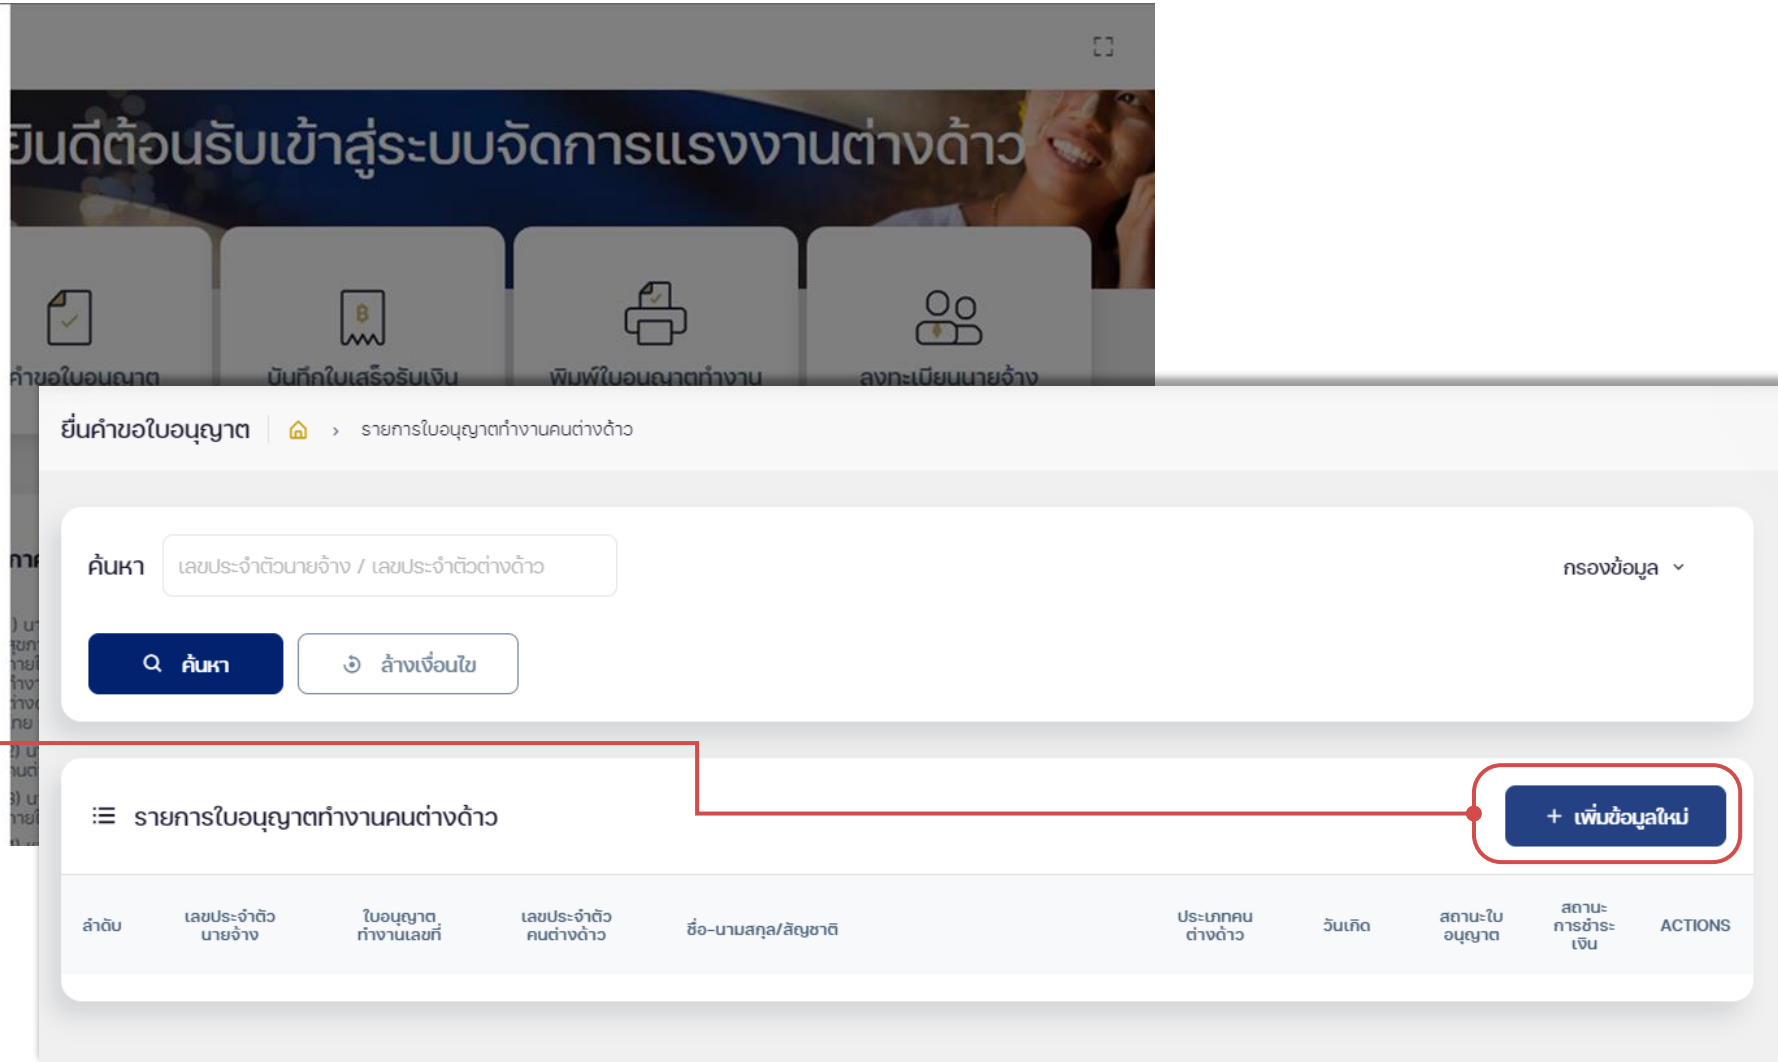 ยินดีต้อนรับเข้าสู่ระบบจัดการแรงงานต่างด้าว
คำขอใบอนุญาต
บันทึกใบเสร็จรับเงิน
พิมพ์ใบอนุญาตทำงาน
ลงทะเบียนนายจ้าง
ยื่นคำขอใบอนุญาต
รายการใบอนุญาตทำงานคนต่างด้าว
ค้นหา
เลขประจำตัวนายจ้าง / เลขประจำตัวต่างด้าว
กรองข้อมูล
ค้นหา
ล้างเงื่อนไข
รายการใบอนุญาตทำงานคนต่างด้าว
+ เพิ่มข้อมูลใหม่
ลำดับ
เลขประจำตัว
นายจ้าง
ใบอนุญาต
ทำงานเลขที่
เลขประจำตัว
คนต่างด้าว
ชื่อ-นามสกุล/สัญชาติ
ประเภทคน
ต่างด้าว
วันเกิด
สถานะใบ
อนุญาต
สถานะ
การชำระ
เงิน
ACTIONS